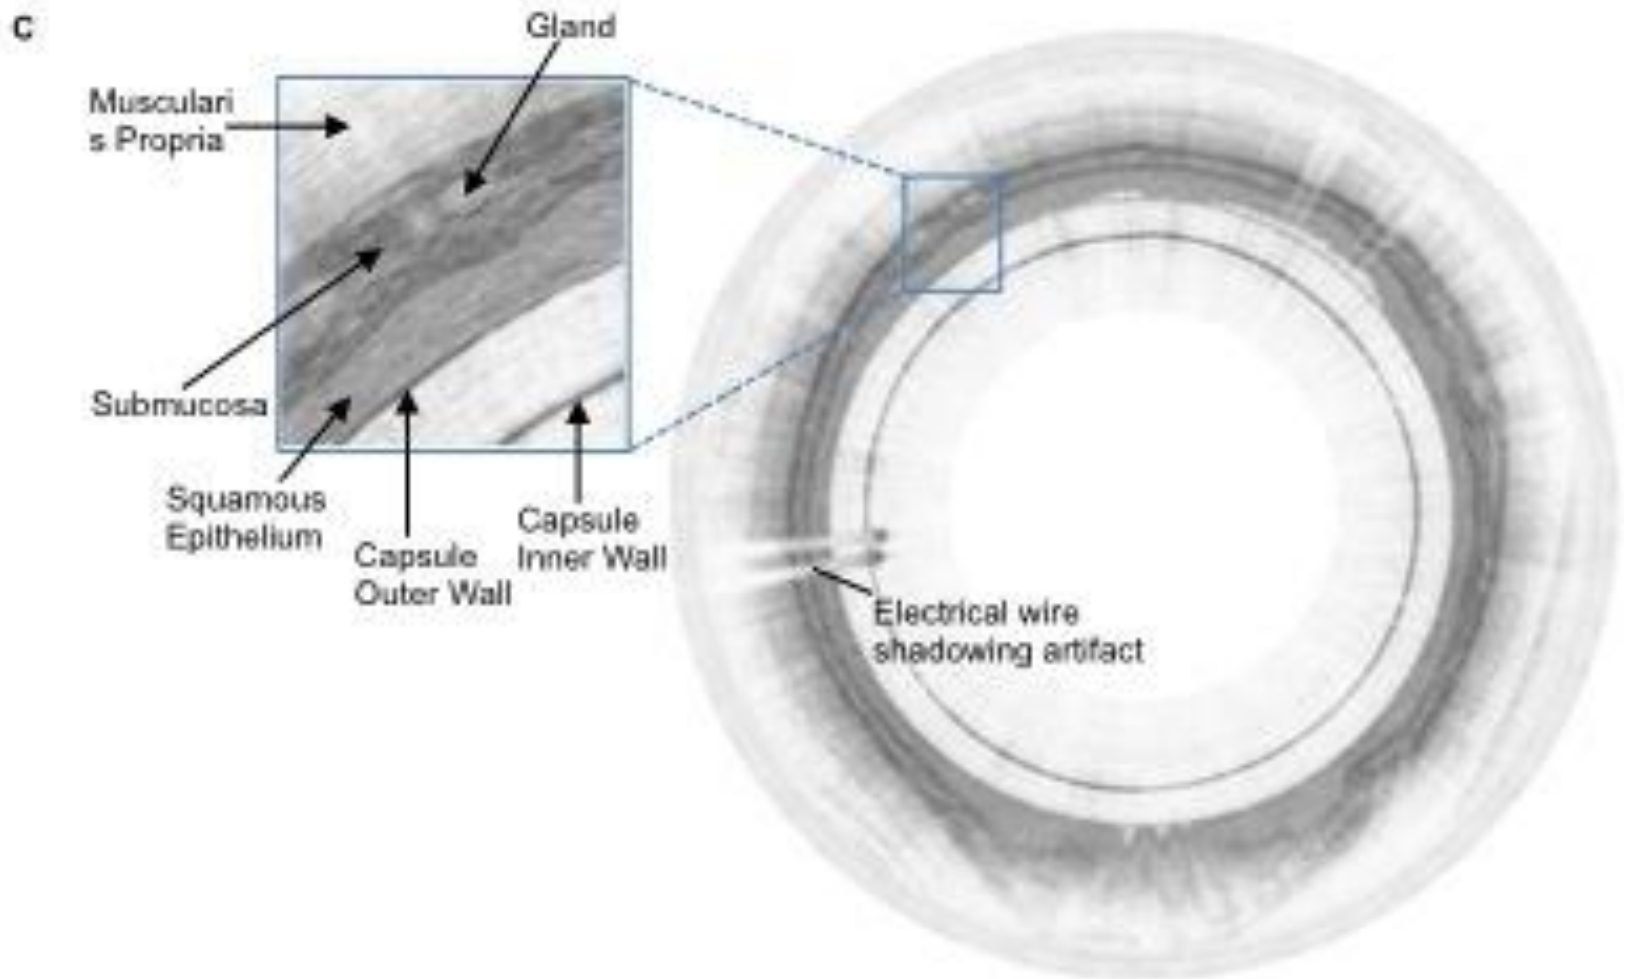 C
Gland
Musculari
s Propria
Submucosa
Squamous
Epithelium
Capsule
Outer Wall
Capsule
Inner Wall
Electrical wire
shadowing artifact